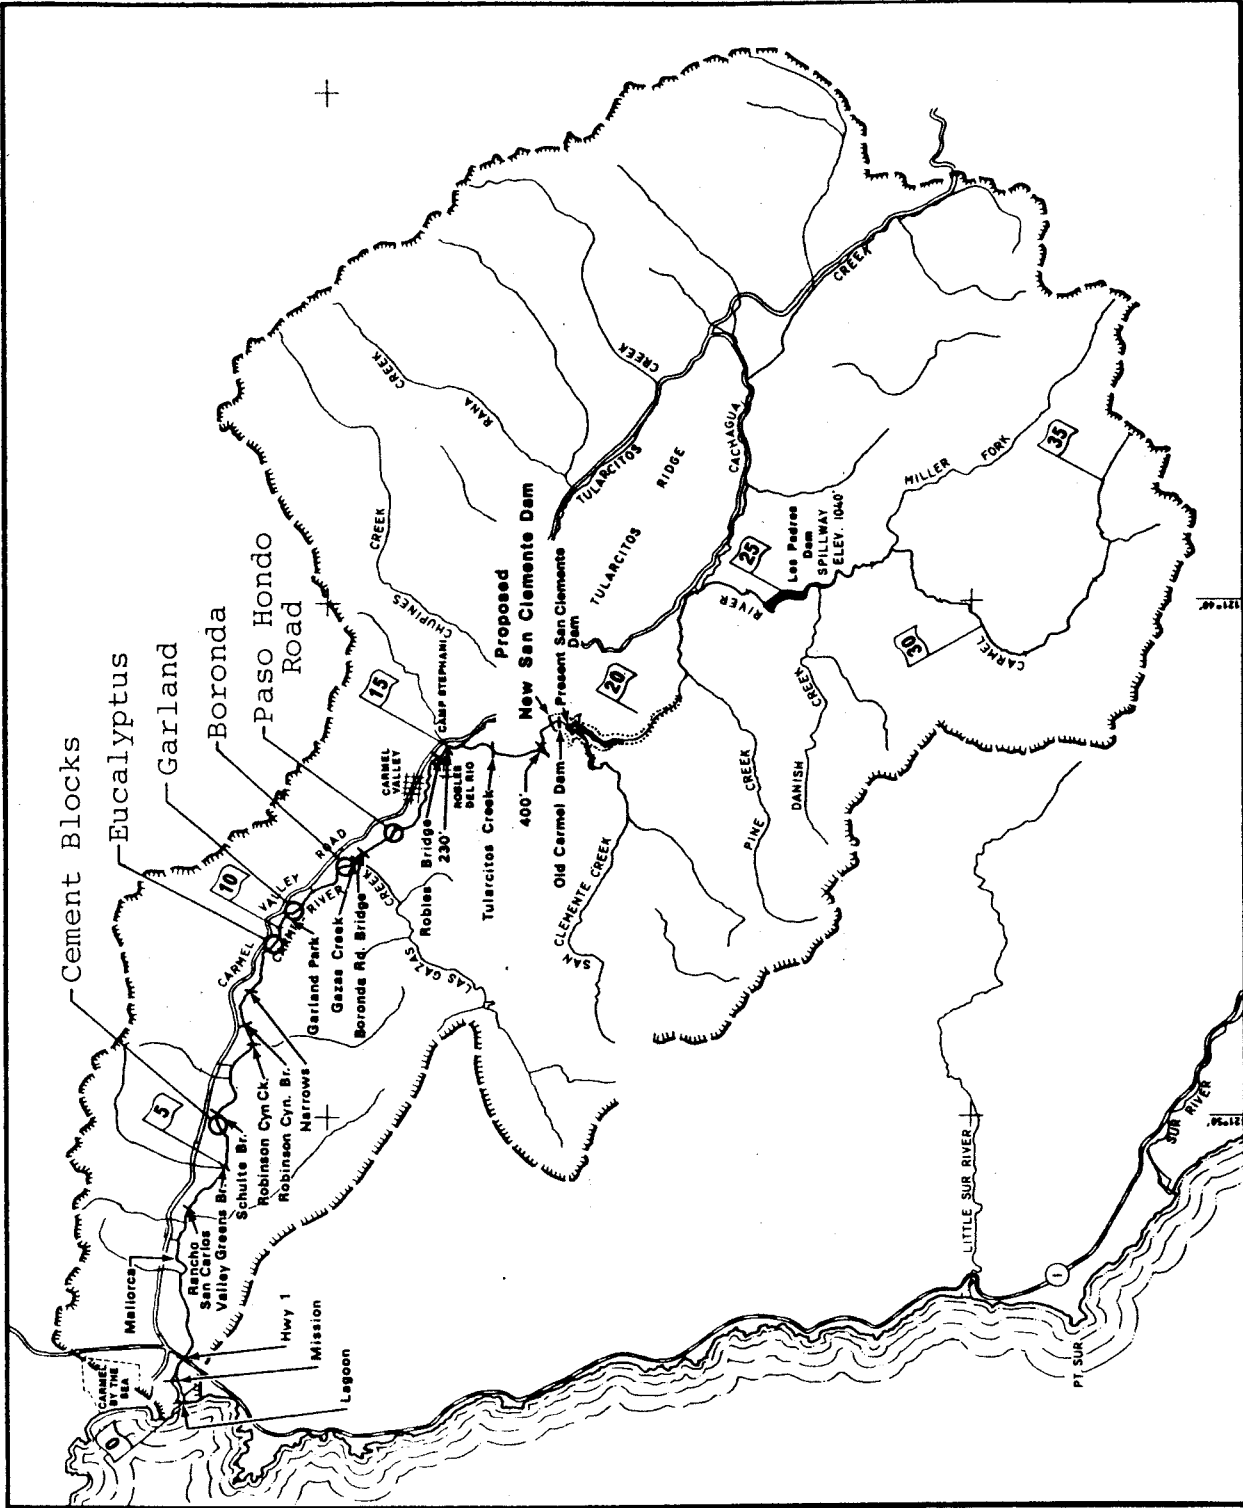 Cement Blocks
Eucalyptus
Garland
Boronda
Paso Hondo
Road
0
5
10
15
20
25
30
35
CARMEL
BY THE
SEA
Lagoon
Mission
Hwy 1
Mallorca
Rancho
San Carlos
Valley Greens Br.
Schulte Br.
Robinson Cyn Ck.
Robinson Cyn. Br.
Narrows
CARMEL
VALLEY
ROAD
CARMEL RIVER
Garland Park
Gazas Creek
Boronda Rd. Bridge
LAS GAZAS
CREEK
CARMEL
VALLEY
Robles Bridge
230'
ROBLES
DEL RIO
CAMP STEPHANI
Tularcitos Creek
400'
Old Carmel Dam
Present San Clemente
Dam
Proposed
New San Clemente Dam
CHUPINES
CREEK
RANA
CREEK
TULARCITOS
CREEK
TULARCITOS
RIDGE
CACHAGUA
CREEK
RIVER
Los Padres
Dam
SPILLWAY
ELEV. 1040'
MILLER
FORK
CARMEL
DANISH
CREEK
PINE
CREEK
SAN
CLEMENTE CREEK
LITTLE SUR RIVER
SUR RIVER
1
PT SUR
121°50'
121°40'